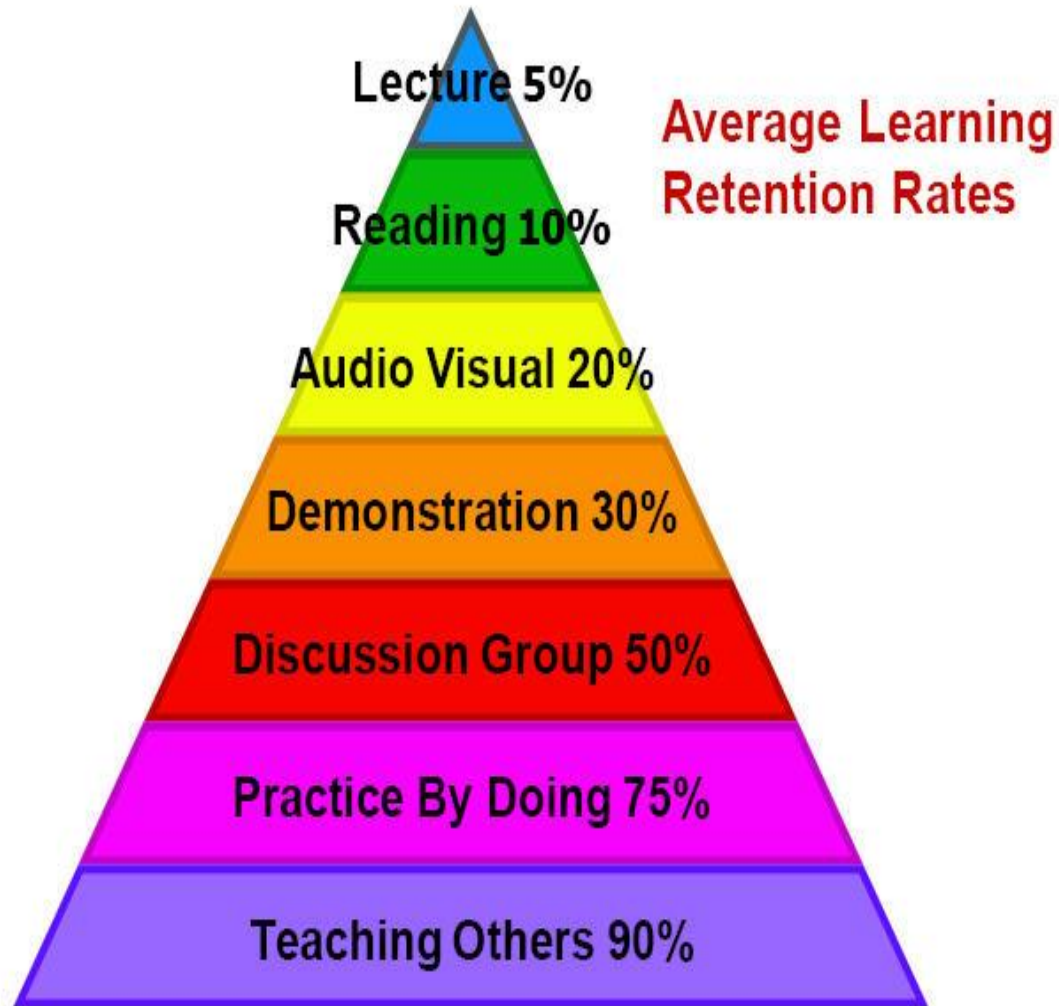 Lecture 5%
Average Learning
Retention Rates
Reading 10%
Audio Visual 20%
Demonstration 30%
Discussion Group 50%
Practice By Doing 75%
Teaching Others 90%